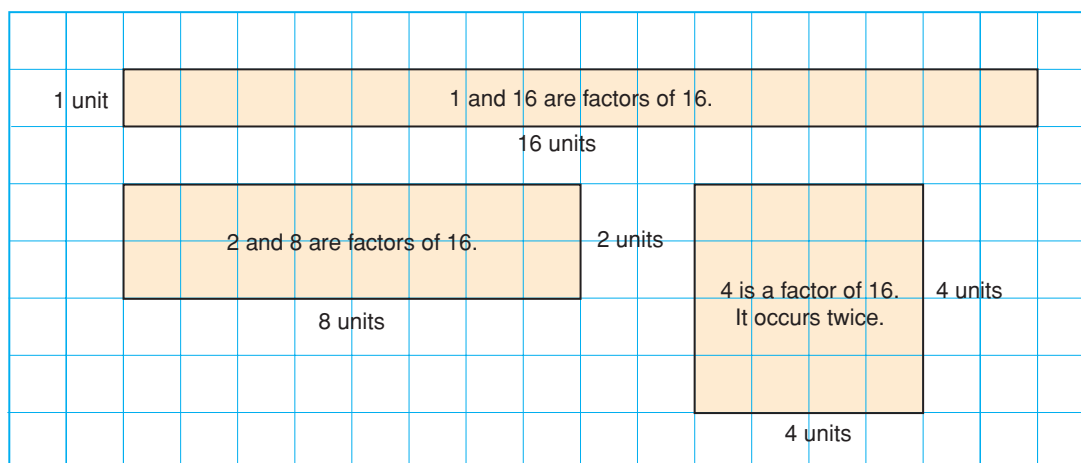 1 unit
1 and 16 are factors of 16.
16 units
2 and 8 are factors of 16.
2 units
8 units
4 is a factor of 16.
It occurs twice.
4 units
4 units